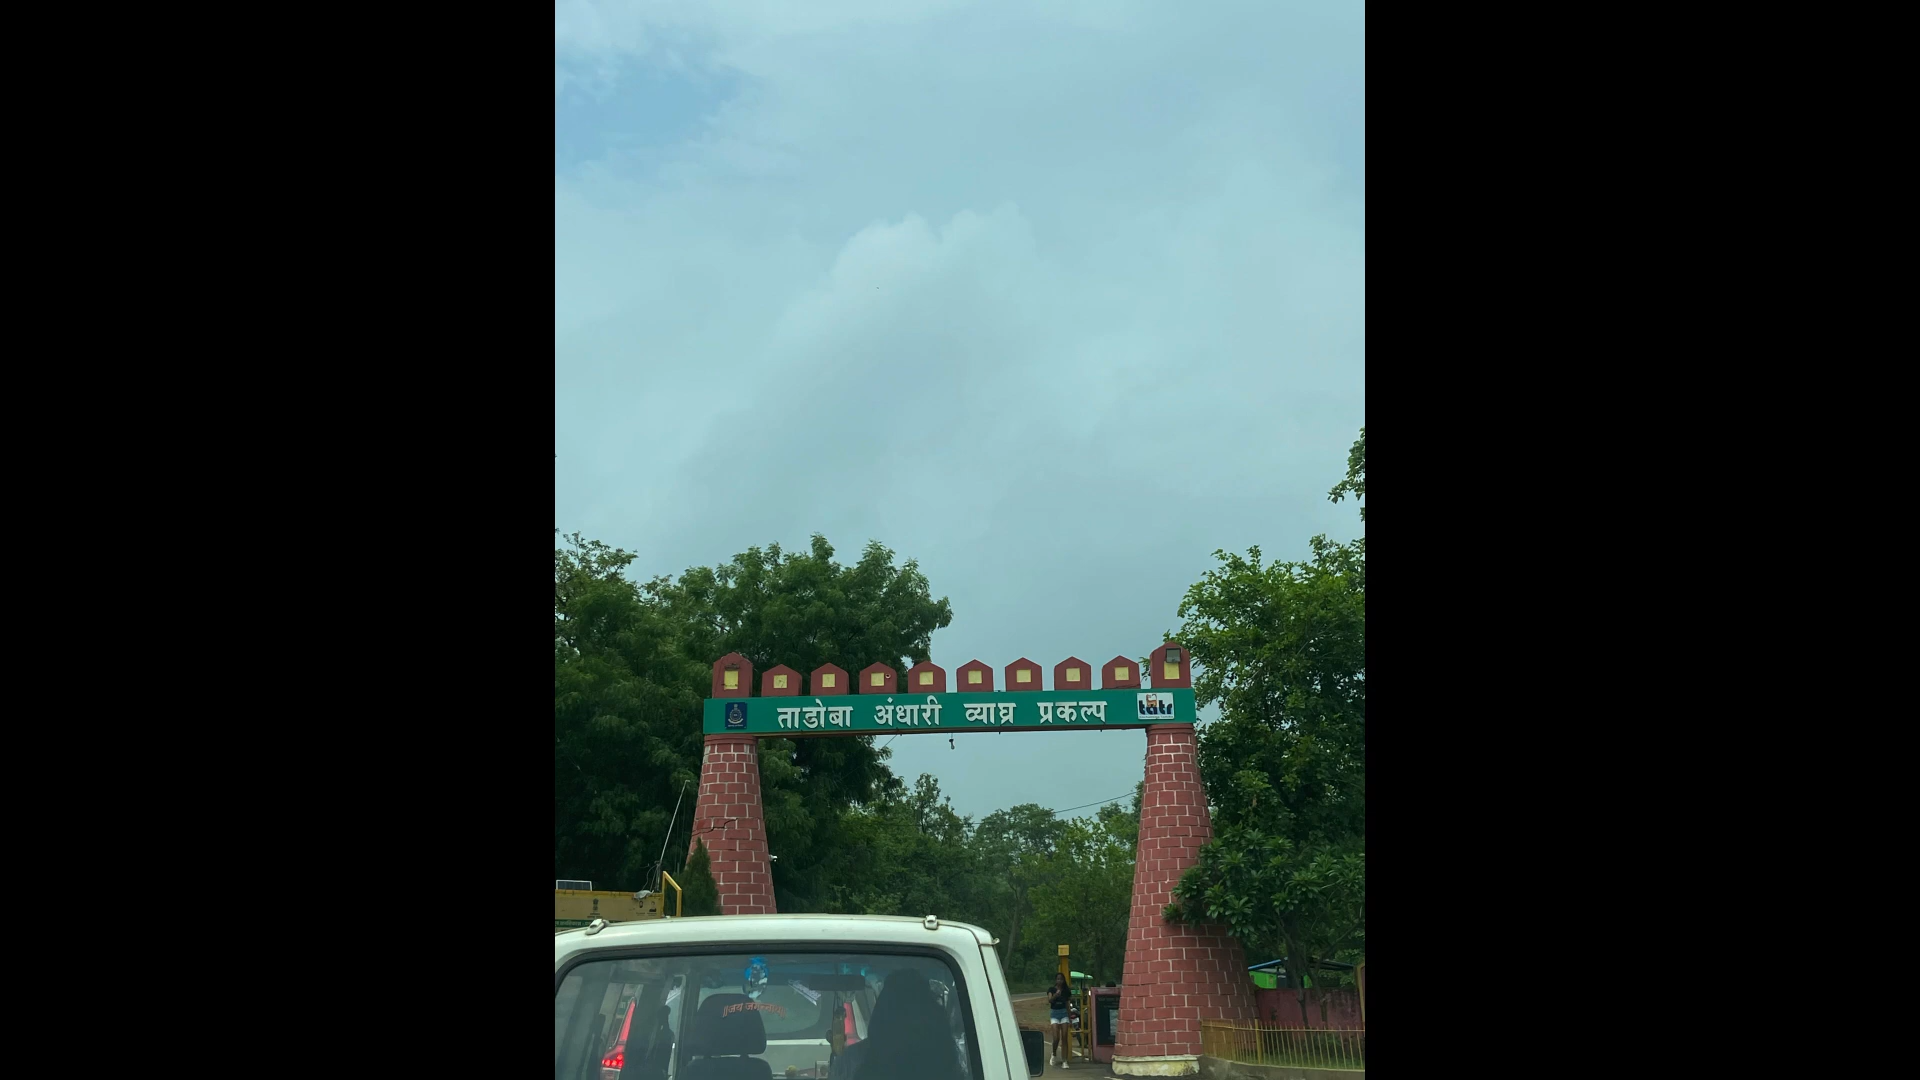 ताडोबा अंधारी व्याघ्र प्रकल्प
tatr